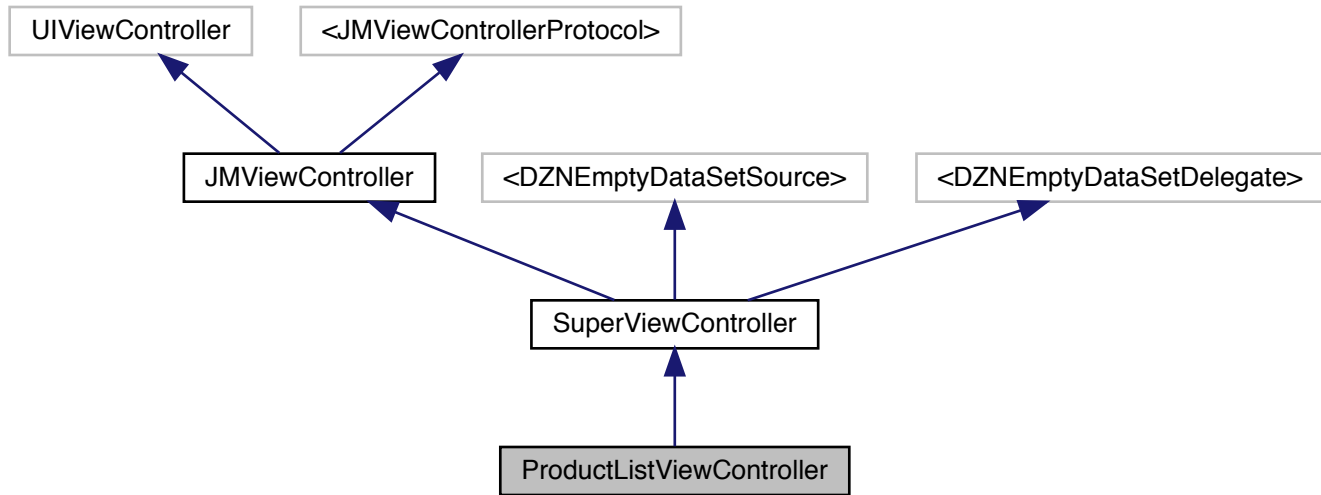 UIViewController
<JMViewControllerProtocol>
JMViewController
<DZNEmptyDataSetSource>
<DZNEmptyDataSetDelegate>
SuperViewController
ProductListViewController